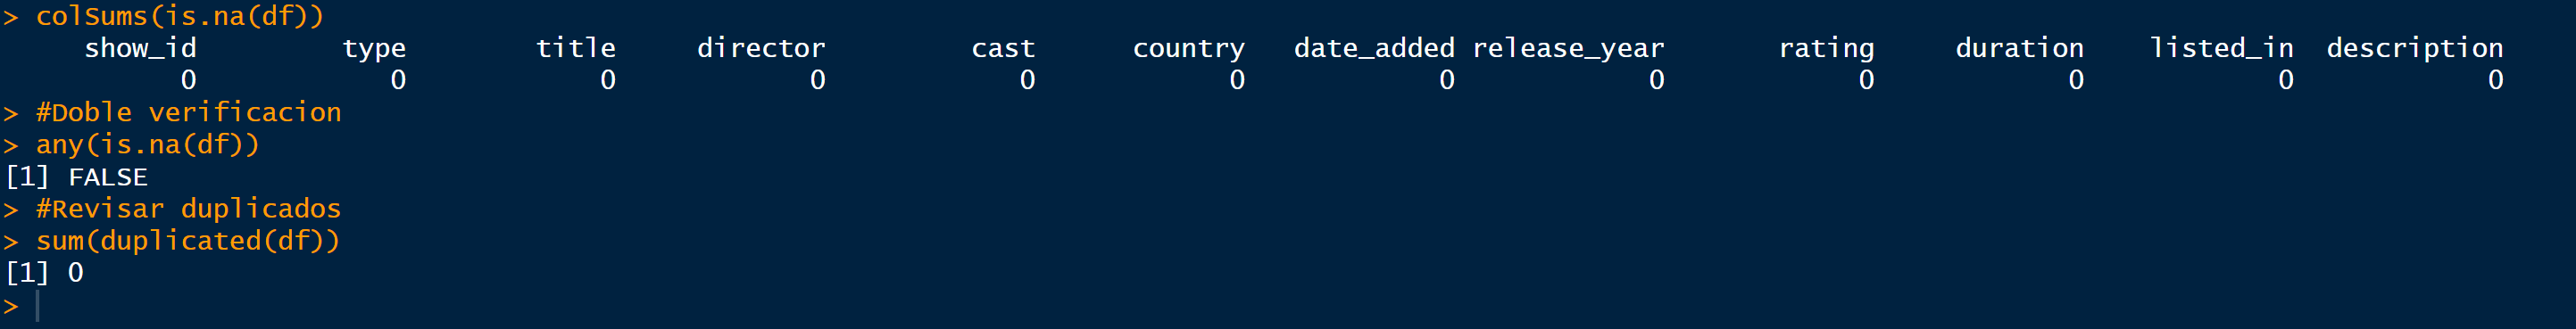 > colSums(is.na(df))
show_id type title director cast country date_added release_year rating duration listed_in description
0 0 0 0 0 0 0 0 0 0 0 0
> #Doble verificacion
> any(is.na(df))
[1] FALSE
> #Revisar duplicados
> sum(duplicated(df))
[1] 0
>